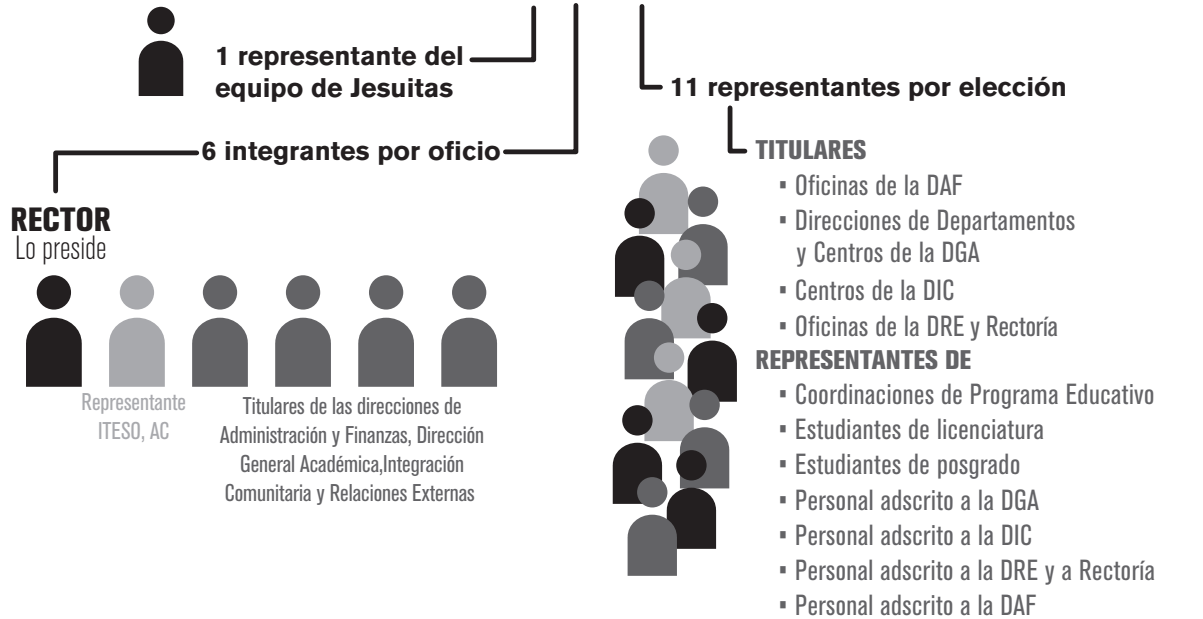 1 representante del
equipo de Jesuitas
6 integrantes por oficio
RECTOR
Lo preside
Representante
ITESO, AC
Titulares de las direcciones de
Administración y Finanzas, Dirección
General Académica,Integración
Comunitaria y Relaciones Externas
11 representantes por elección
TITULARES
▪ Oficinas de la DAF
▪ Direcciones de Departamentos
y Centros de la DGA
▪ Centros de la DIC
▪ Oficinas de la DRE y Rectoría
REPRESENTANTES DE
▪ Coordinaciones de Programa Educativo
▪ Estudiantes de licenciatura
▪ Estudiantes de posgrado
▪ Personal adscrito a la DGA
▪ Personal adscrito a la DIC
▪ Personal adscrito a la DRE y a Rectoría
▪ Personal adscrito a la DAF